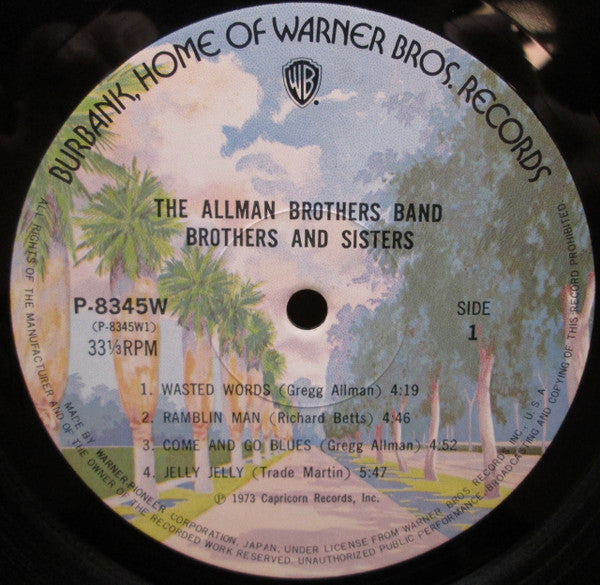 BURBANK, HOME OF WARNER BROS. RECORDS
WB
THE ALLMAN BROTHERS BAND
BROTHERS AND SISTERS
P-8345W
(P-8345W1)
33⅓RPM
SIDE
1
1. WASTED WORDS (Gregg Allman) 4:19
2. RAMBLIN MAN (Richard Betts) 4:46
3. COME AND GO BLUES (Gregg Allman) 4:52
4. JELLY JELLY (Trade Martin) 5:47
℗ 1973 Capricorn Records, Inc.
MADE BY WARNER-PIONEER CORPORATION, JAPAN, UNDER LICENSE FROM WARNER BROS. RECORDS INC., U.S.A.
ALL RIGHTS OF THE MANUFACTURER AND OF THE OWNER OF THE RECORDED WORK RESERVED. UNAUTHORIZED PUBLIC PERFORMANCE, BROADCASTING AND COPYING OF THIS RECORD PROHIBITED.